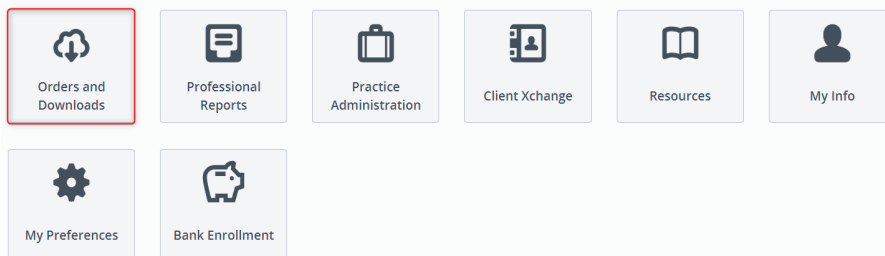 Orders and
Downloads
Professional
Reports
Practice
Administration
Client Xchange
Resources
My Info
My Preferences
Bank Enrollment